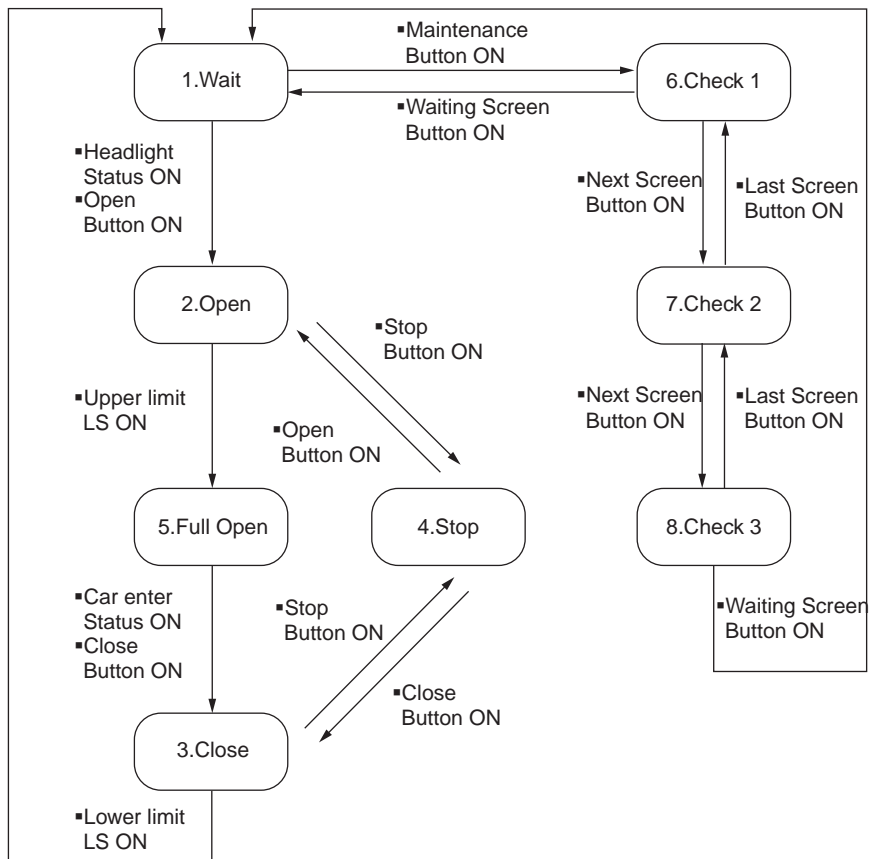 ▪Maintenance
Button ON
1.Wait
6.Check 1
▪Waiting Screen
Button ON
▪Headlight
Status ON
▪Open
Button ON
▪Next Screen
Button ON
▪Last Screen
Button ON
2.Open
7.Check 2
▪Stop
Button ON
▪Upper limit
LS ON
▪Open
Button ON
▪Next Screen
Button ON
▪Last Screen
Button ON
5.Full Open
4.Stop
8.Check 3
▪Car enter
Status ON
▪Close
Button ON
▪Stop
Button ON
▪Waiting Screen
Button ON
▪Close
Button ON
3.Close
▪Lower limit
LS ON